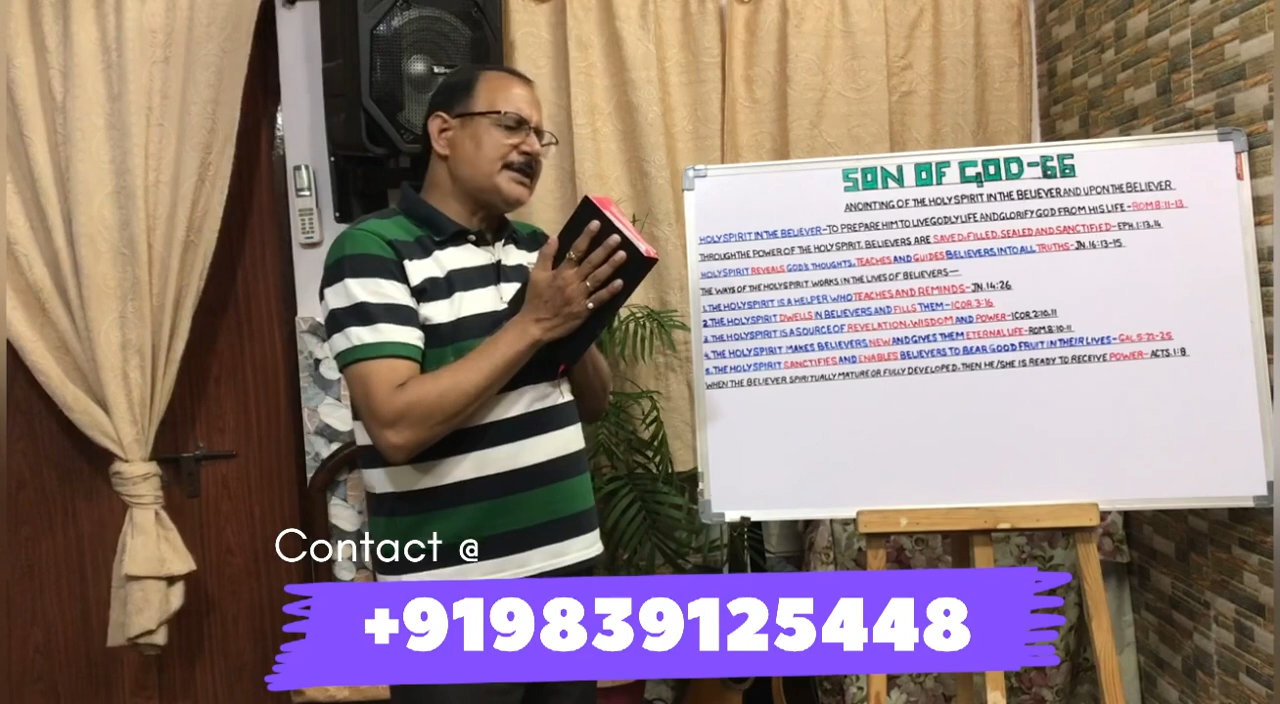 SON OF GOD-66
ANOINTING OF THE HOLY SPIRIT IN THE BELIEVER AND UPON THE BELIEVER
HOLY SPIRIT IN THE BELIEVER-TO PREPARE HIM TO LIVE GODLY LIFE AND GLORIFY GOD FROM HIS LIFE-ROM.8:11-13.
THROUGH THE POWER OF THE HOLY SPIRIT, BELIEVERS ARE SAVED, FILLED, SEALED AND SANCTIFIED-EPH.1:13,14
HOLY SPIRIT REVEALS GOD'S THOUGHTS, TEACHES AND GUIDES BELIEVERS INTO ALL TRUTHS-JN.16:13-15
THE WAYS OF THE HOLY SPIRIT WORKS IN THE LIVES OF BELIEVERS—
1.THE HOLY SPIRIT IS A HELPER WHO TEACHES AND REMINDS-JN.14:26
2.THE HOLY SPIRIT DWELLS IN BELIEVERS AND FILLS THEM-1COR.3:16
3.THE HOLY SPIRIT IS A SOURCE OF REVELATION, WISDOM AND POWER-1COR.2:10,11
4.THE HOLY SPIRIT MAKES BELIEVERS NEW AND GIVES THEM ETERNAL LIFE-ROM.8:10-11
5.THE HOLY SPIRIT SANCTIFIES AND ENABLES BELIEVERS TO BEAR GOOD FRUIT IN THEIR LIVES-GAL.5:21-25
WHEN THE BELIEVER SPIRITUALLY MATURE OR FULLY DEVELOPED, THEN HE/SHE IS READY TO RECEIVE POWER-ACTS.1:8
Contact @
+919839125448